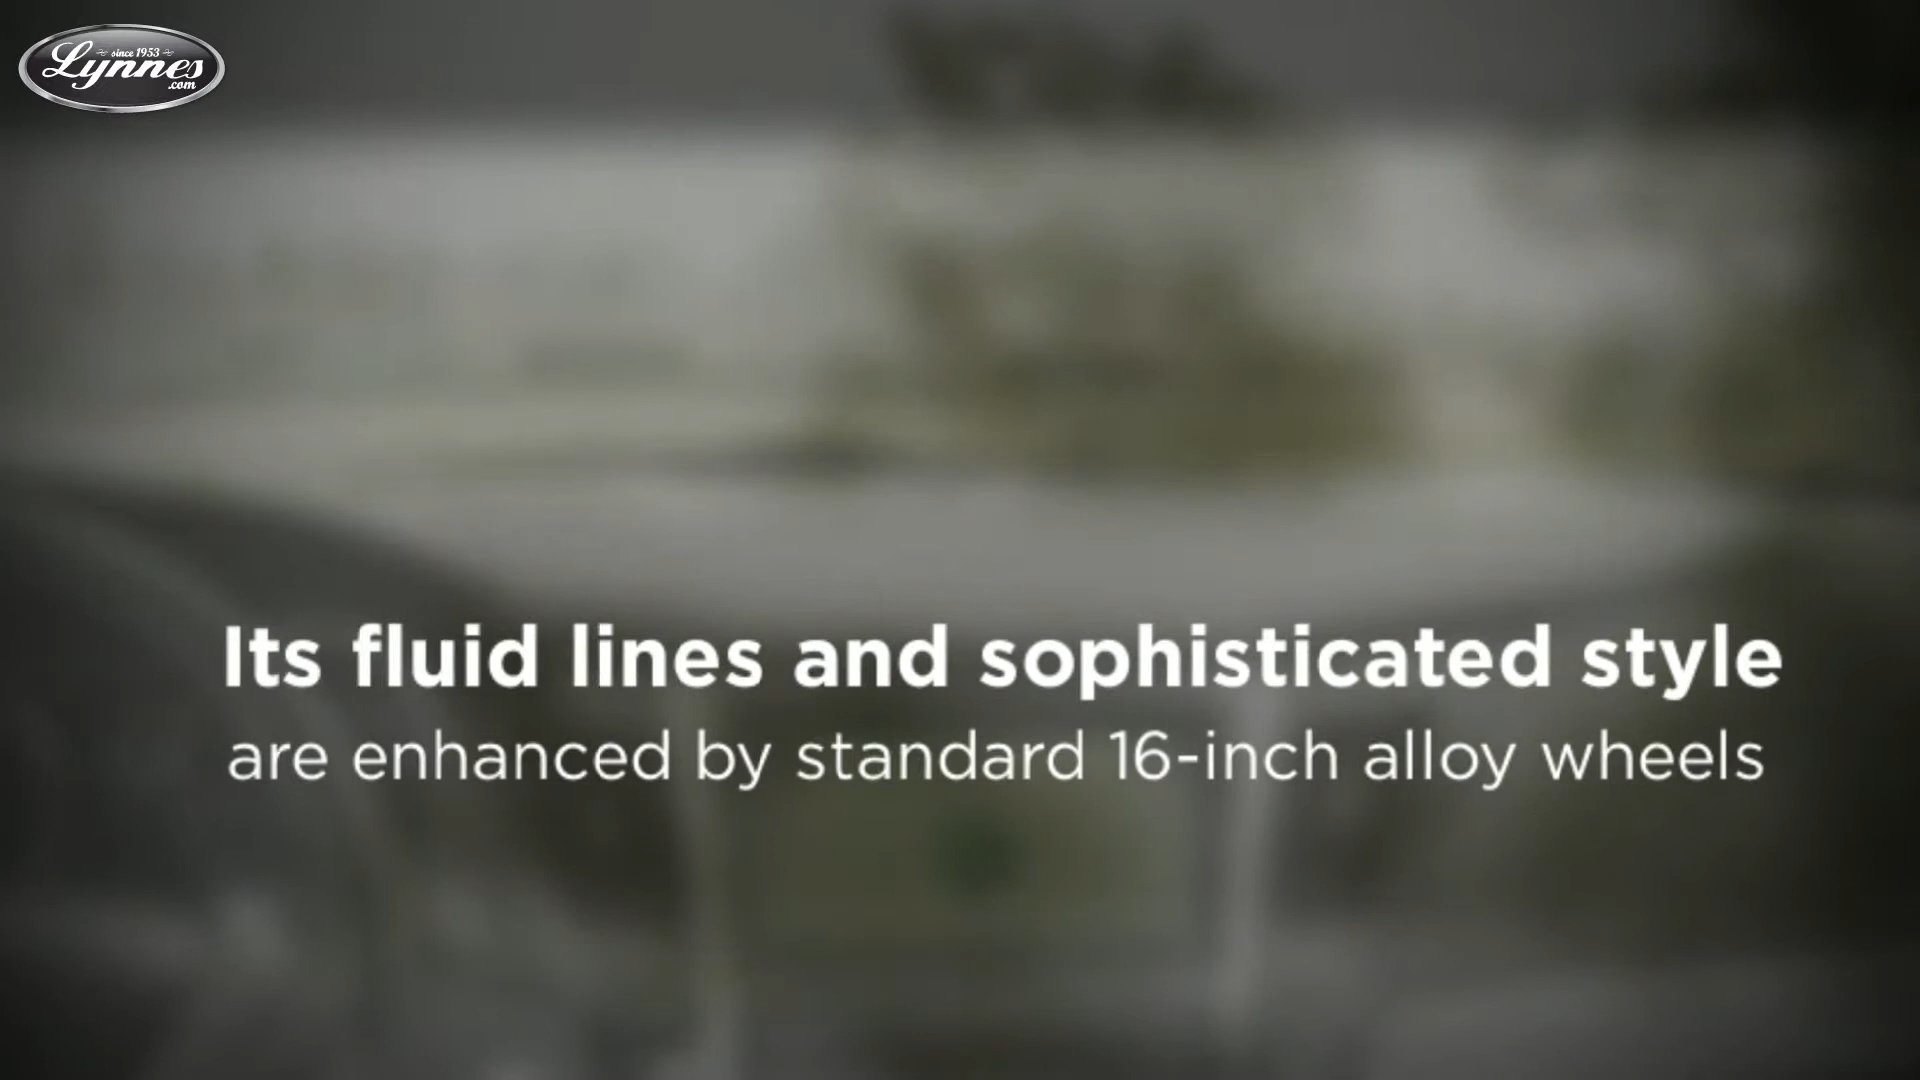 since 1953
Lynnes
.com
Its fluid lines and sophisticated style
are enhanced by standard 16-inch alloy wheels